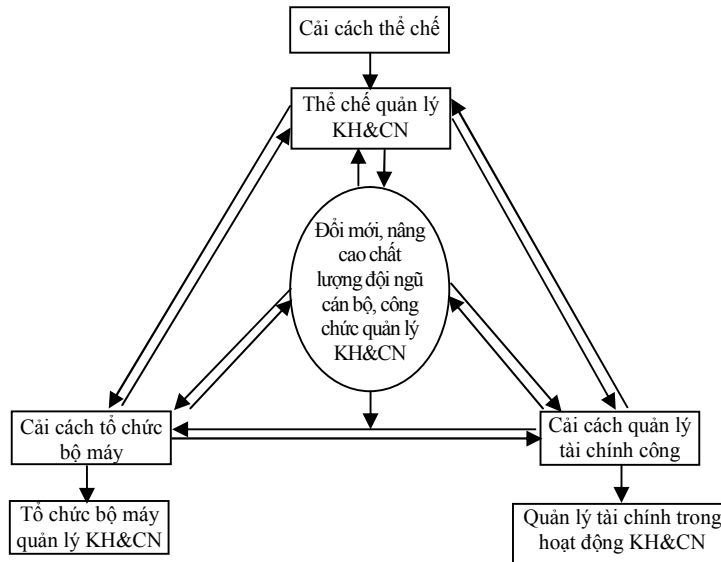 Cải cách thể chế
Thể chế quản lý
KH&CN
Đổi mới, nâng
cao chất
lượng đội ngũ
cán bộ, công
chức quản lý
KH&CN
Cải cách tổ chức
bộ máy
Cải cách quản lý
tài chính công
Tổ chức bộ máy
quản lý KH&CN
Quản lý tài chính trong
hoạt động KH&CN